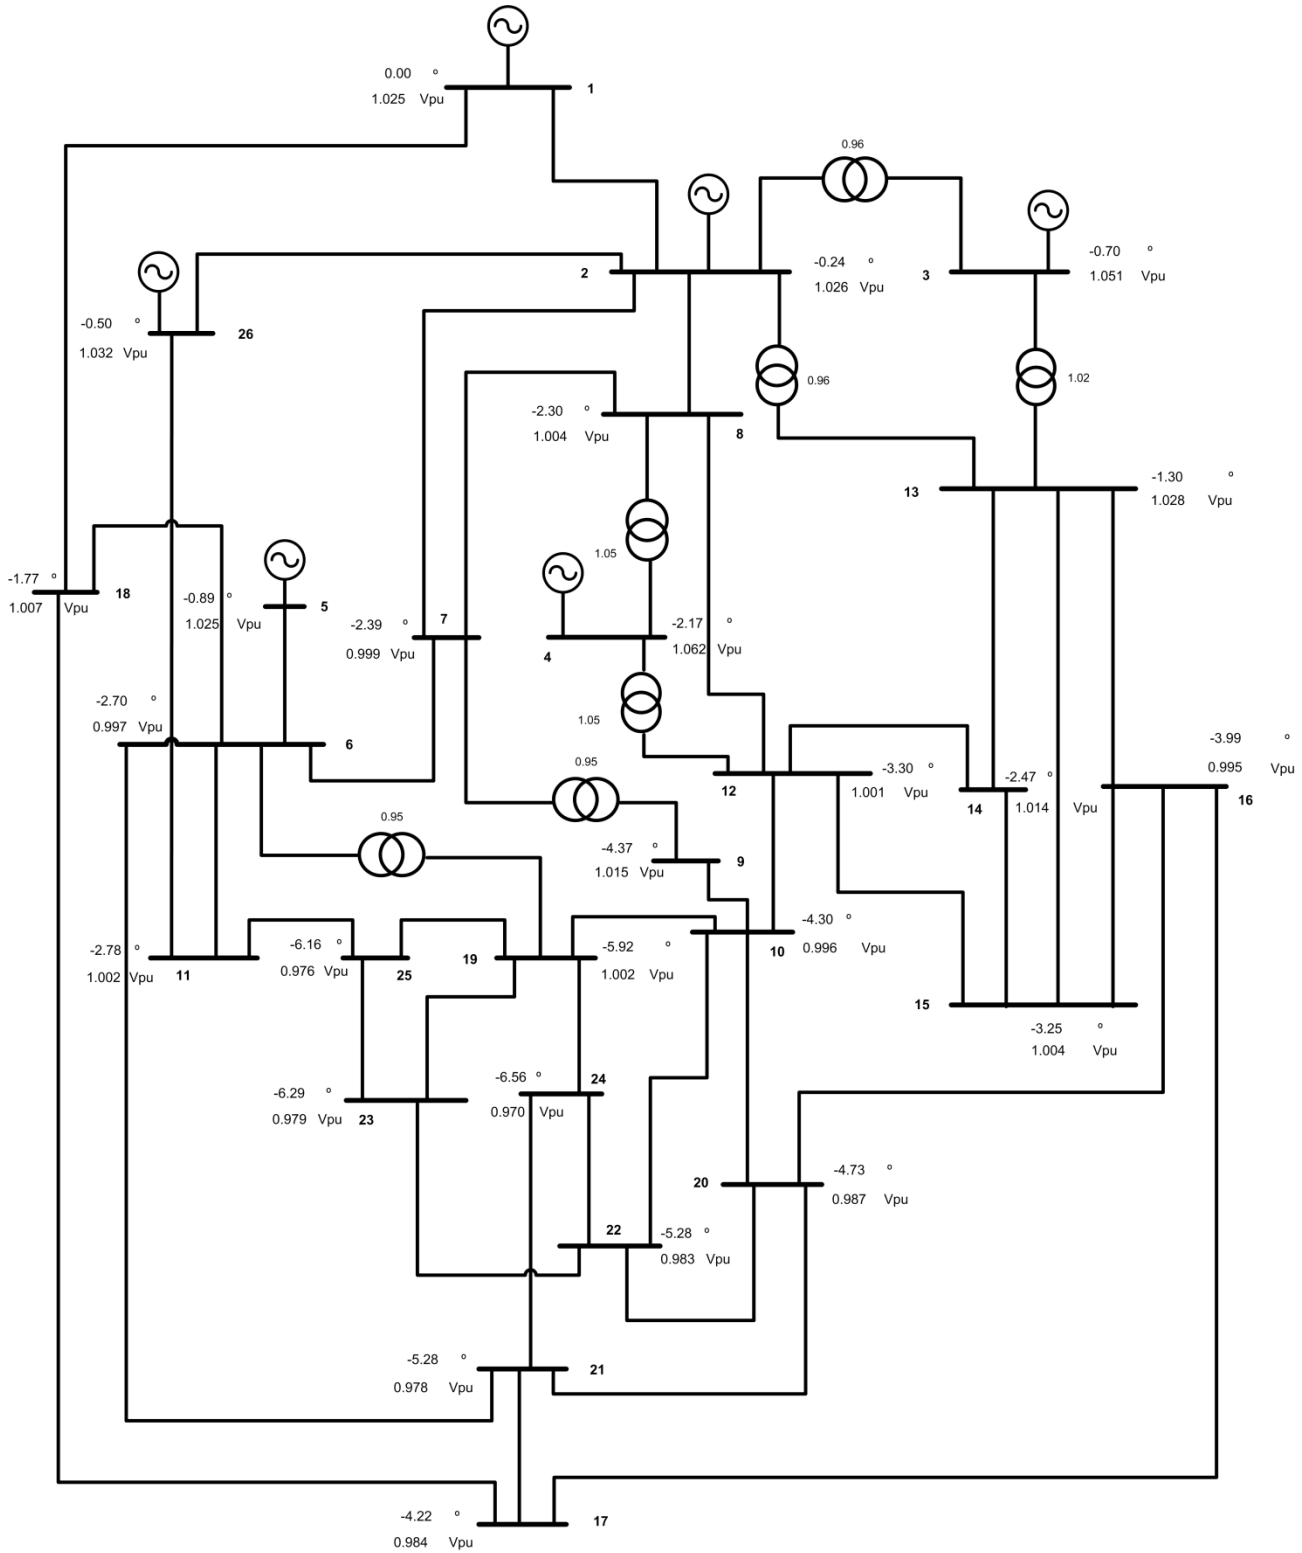 0.00 º
1
1.025 Vpu
0.96
-0.24 º
2
1.026 Vpu
-0.70 º
3
1.051 Vpu
-0.50 º
26
1.032 Vpu
0.96
1.02
-2.30 º
1.004 Vpu
8
-1.30 º
13
1.028 Vpu
1.05
-1.77 º
18
1.007 Vpu
-0.89 º
5
1.025 Vpu
7
-2.39 º
0.999 Vpu
-2.17 º
4
1.062 Vpu
-2.70 º
0.997 Vpu
6
1.05
-3.99 º
0.995 Vpu
16
0.95
-3.30 º
12
1.001 Vpu
-2.47 º
14
1.014 Vpu
0.95
-4.37 º
9
1.015 Vpu
-2.78 º
1.002 Vpu
11
-6.16 º
0.976 Vpu
25
19
-5.92 º
1.002 Vpu
-4.30 º
10
0.996 Vpu
15
-3.25 º
1.004 Vpu
-6.29 º
0.979 Vpu
23
-6.56 º
24
0.970 Vpu
20
-4.73 º
0.987 Vpu
22
-5.28 º
0.983 Vpu
-5.28 º
21
0.978 Vpu
-4.22 º
17
0.984 Vpu